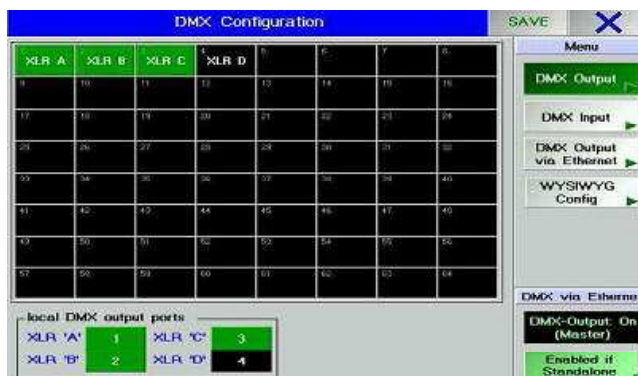 DMX Configuration
SAVE
Menu
XLR A XLR B XLR C XLR D
DMX Output
9 10 11 12 13 14 15 16
DMX Input
17 18 19 20 21 22 23 24
DMX Output
via Ethernet
25 26 27 28 29 30 31 32
WYSIWYG
Config
33 34 35 36 37 38 39 40
41 42 43 44 45 46 47 48
49 50 51 52 53 54 55 56
57 58 59 60 61 62 63 64
DMX via Etherne
local DMX output ports
XLR 'A' 1 XLR 'C' 3
XLR 'B' 2 XLR 'D' 4
DMX-Output: On
(Master)
Enabled if
Standalone